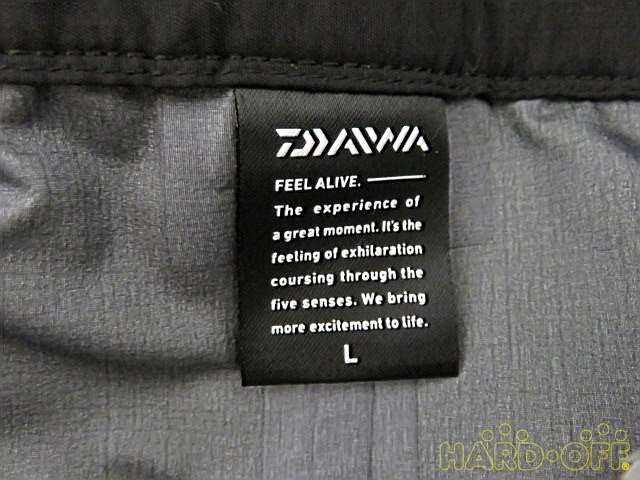 DAIWA
FEEL ALIVE.
The experience of
a great moment. It's the
feeling of exhilaration
coursing through the
five senses. We bring
more excitement to life.
L
HARD·OFF